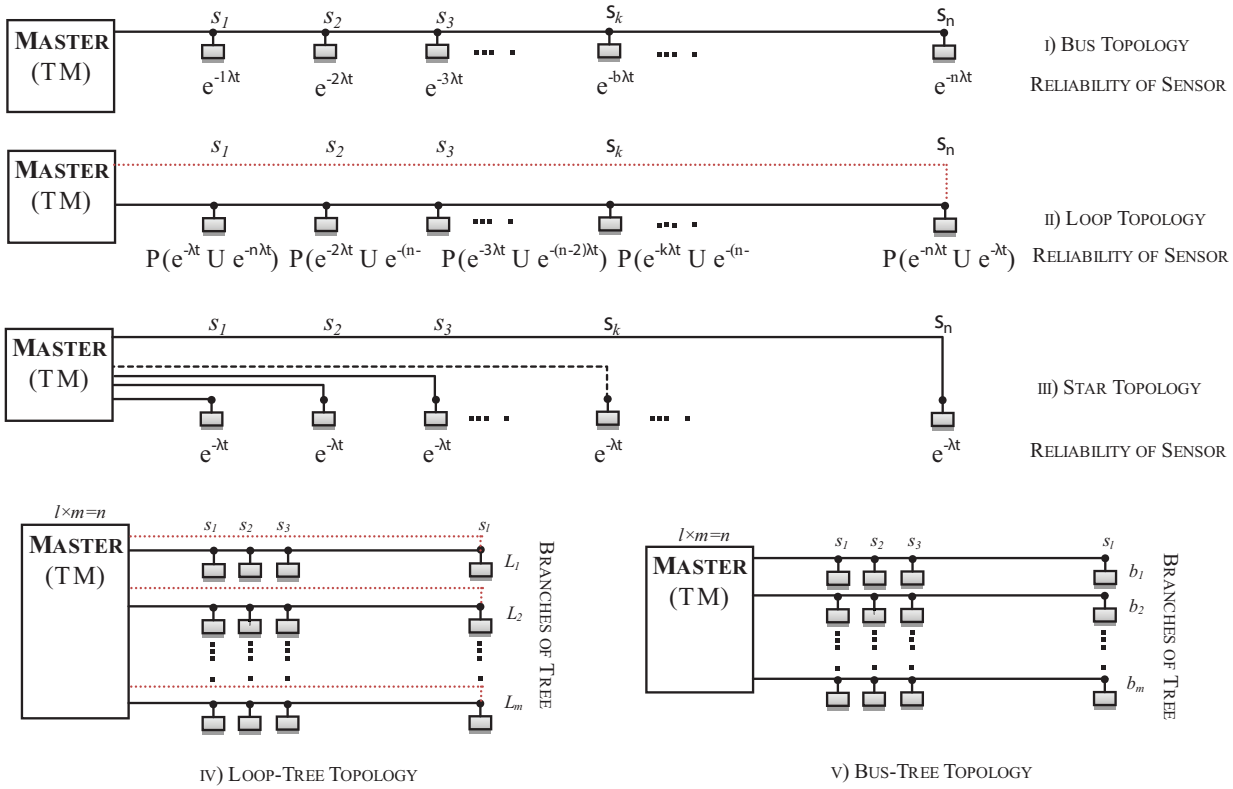 s1 s2 s3 sk sn
MASTER
(TM)
I) BUS TOPOLOGY
e-1λt e-2λt e-3λt e-bλt e-nλt
RELIABILITY OF SENSOR
s1 s2 s3 sk sn
MASTER
(TM)
II) LOOP TOPOLOGY
P(e-λt U e-nλt) P(e-2λt U e-(n- P(e-3λt U e-(n-2)λt) P(e-kλt U e-(n- P(e-nλt U e-λt)
RELIABILITY OF SENSOR
s1 s2 s3 sk sn
MASTER
(TM)
III) STAR TOPOLOGY
e-λt e-λt e-λt e-λt e-λt
RELIABILITY OF SENSOR
l×m=n
s1 s2 s3 sl
MASTER
(TM)
L1
L2
Lm
BRANCHES OF TREE
IV) LOOP-TREE TOPOLOGY
l×m=n
s1 s2 s3 sl
MASTER
(TM)
b1
b2
bm
BRANCHES OF TREE
V) BUS-TREE TOPOLOGY